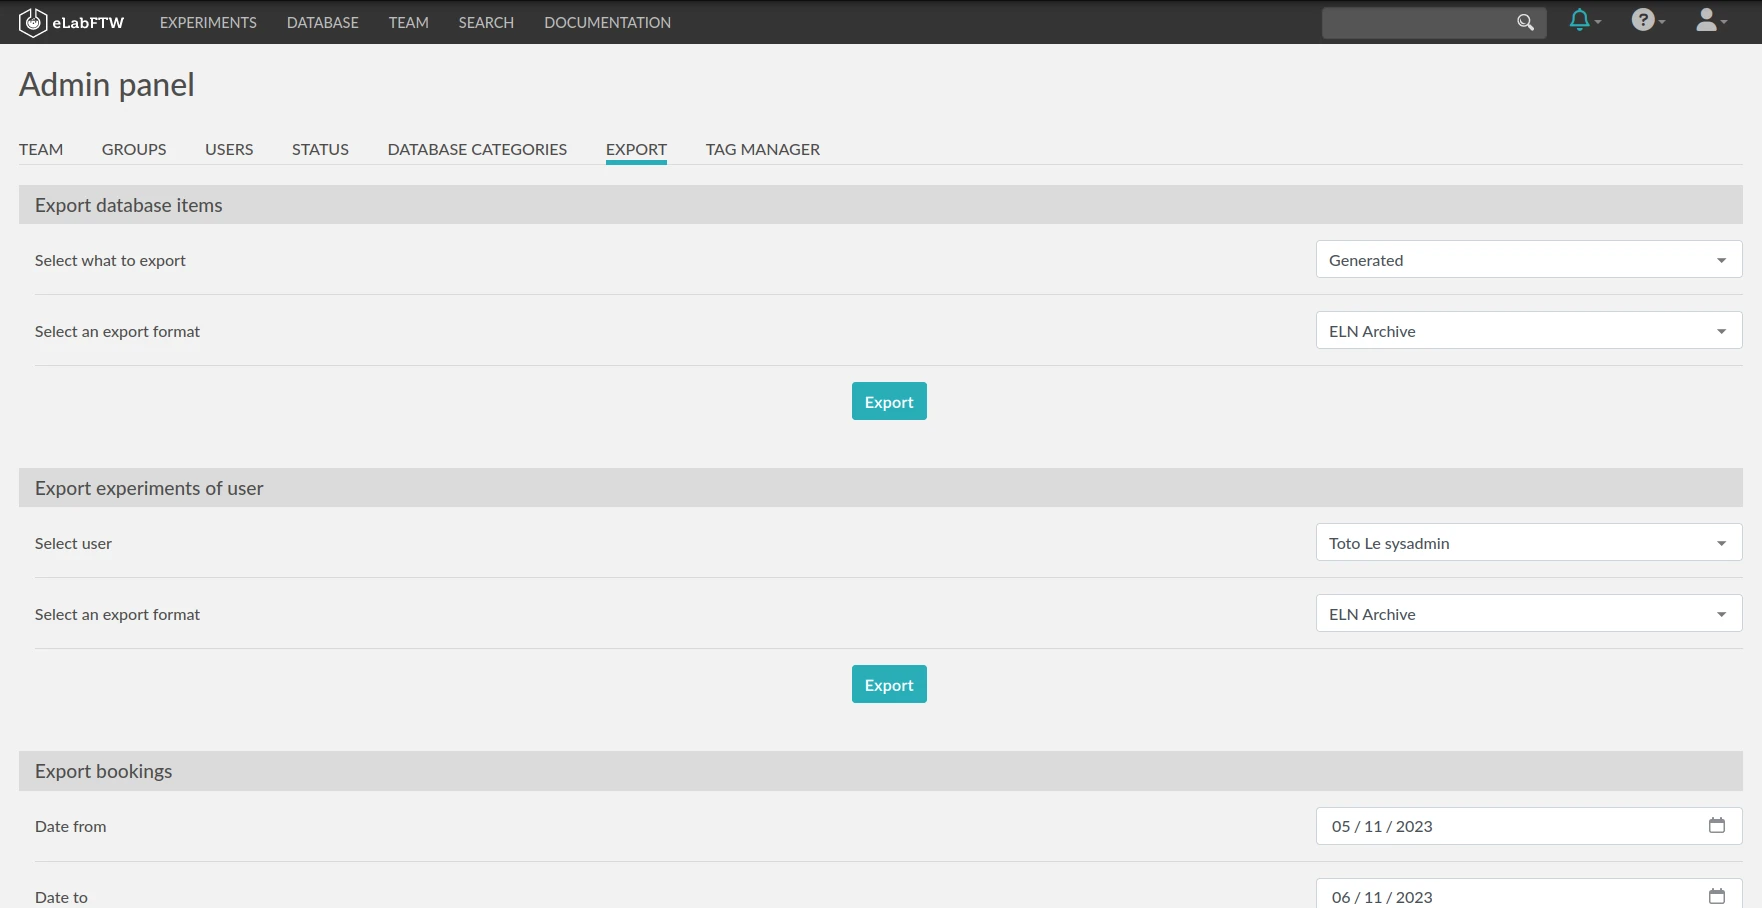 eLabFTW EXPERIMENTS DATABASE TEAM SEARCH DOCUMENTATION ?
Admin panel
TEAM GROUPS USERS STATUS DATABASE CATEGORIES EXPORT TAG MANAGER
Export database items
Select what to export Generated
Select an export format ELN Archive
Export
Export experiments of user
Select user Toto Le sysadmin
Select an export format ELN Archive
Export
Export bookings
Date from 05 / 11 / 2023
Date to 06 / 11 / 2023